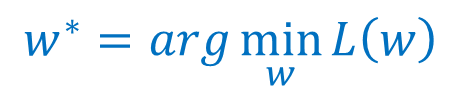 w* = arg min L(w)
w